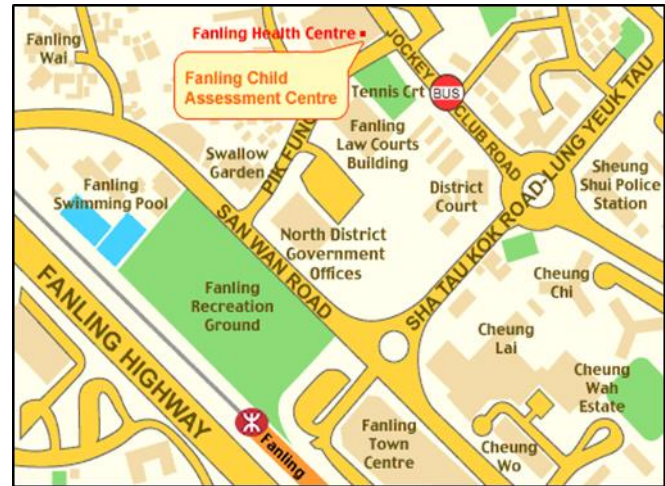 Fanling Health Centre
Fanling
Wai
Fanling Child
Assessment Centre
JOCKEY
CLUB ROAD
BUS
Tennis Crt
Fanling
Law Courts
Building
SHA TAU KOK ROAD-LUNG YEUK TAU
Swallow
Garden
PIK FUNG
Fanling
Swimming Pool
District
Court
Sheung
Shui Police
Station
SAN WAN ROAD
North District
Government
Offices
Fanling
Recreation
Ground
Cheung
Chi
FANLING HIGHWAY
Cheung
Lai
Cheung
Wah
Estate
Fanling
Fanling
Town
Centre
Cheung
Wo